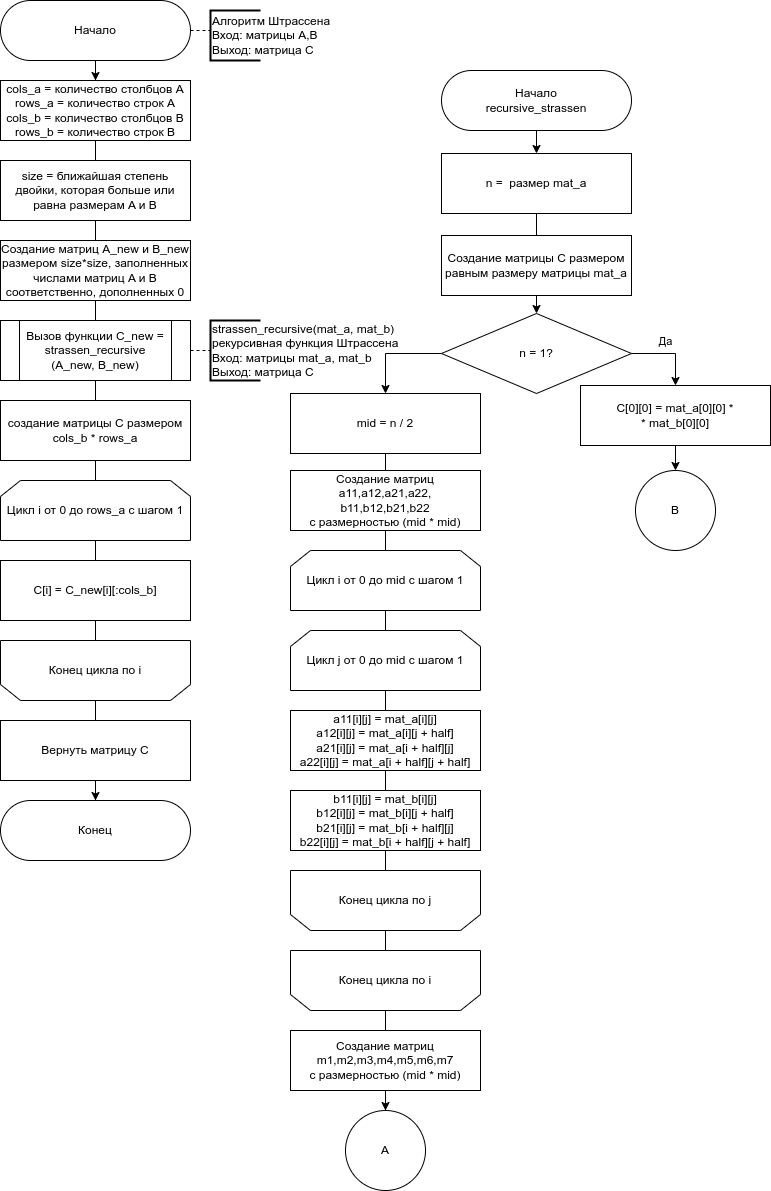 Начало
Алгоритм Штрассена
Вход: матрицы A,B
Выход: матрица C
cols_a = количество столбцов A
rows_a = количество строк A
cols_b = количество столбцов B
rows_b = количество строк B
size = ближайшая степень
двойки, которая больше или
равна размерам A и B
Создание матриц A_new и B_new
размером size*size, заполненных
числами матриц A и B
соответственно, дополненных 0
Вызов функции C_new =
strassen_recursive
(A_new, B_new)
strassen_recursive(mat_a, mat_b)
рекурсивная функция Штрассена
Вход: матрицы mat_a, mat_b
Выход: матрица C
создание матрицы C размером
cols_b * rows_a
Цикл i от 0 до rows_a с шагом 1
C[i] = C_new[i][:cols_b]
Конец цикла по i
Вернуть матрицу C
Конец
Начало
recursive_strassen
n =  размер mat_a
Создание матрицы C размером
равным размеру матрицы mat_a
n = 1?
Да
C[0][0] = mat_a[0][0] *
* mat_b[0][0]
B
mid = n / 2
Создание матриц
a11,a12,a21,a22,
b11,b12,b21,b22
с размерностью (mid * mid)
Цикл i от 0 до mid с шагом 1
Цикл j от 0 до mid с шагом 1
a11[i][j] = mat_a[i][j]
a12[i][j] = mat_a[i][j + half]
a21[i][j] = mat_a[i + half][j]
a22[i][j] = mat_a[i + half][j + half]
b11[i][j] = mat_b[i][j]
b12[i][j] = mat_b[i][j + half]
b21[i][j] = mat_b[i + half][j]
b22[i][j] = mat_b[i + half][j + half]
Конец цикла по j
Конец цикла по i
Создание матриц
m1,m2,m3,m4,m5,m6,m7
с размерностью (mid * mid)
A